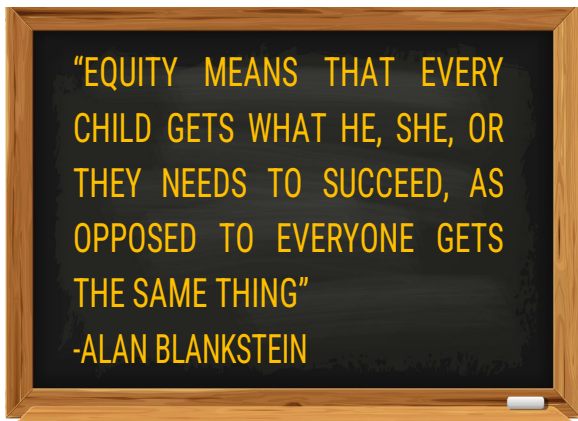 “EQUITY MEANS THAT EVERY
CHILD GETS WHAT HE, SHE, OR
THEY NEEDS TO SUCCEED, AS
OPPOSED TO EVERYONE GETS
THE SAME THING”
-ALAN BLANKSTEIN